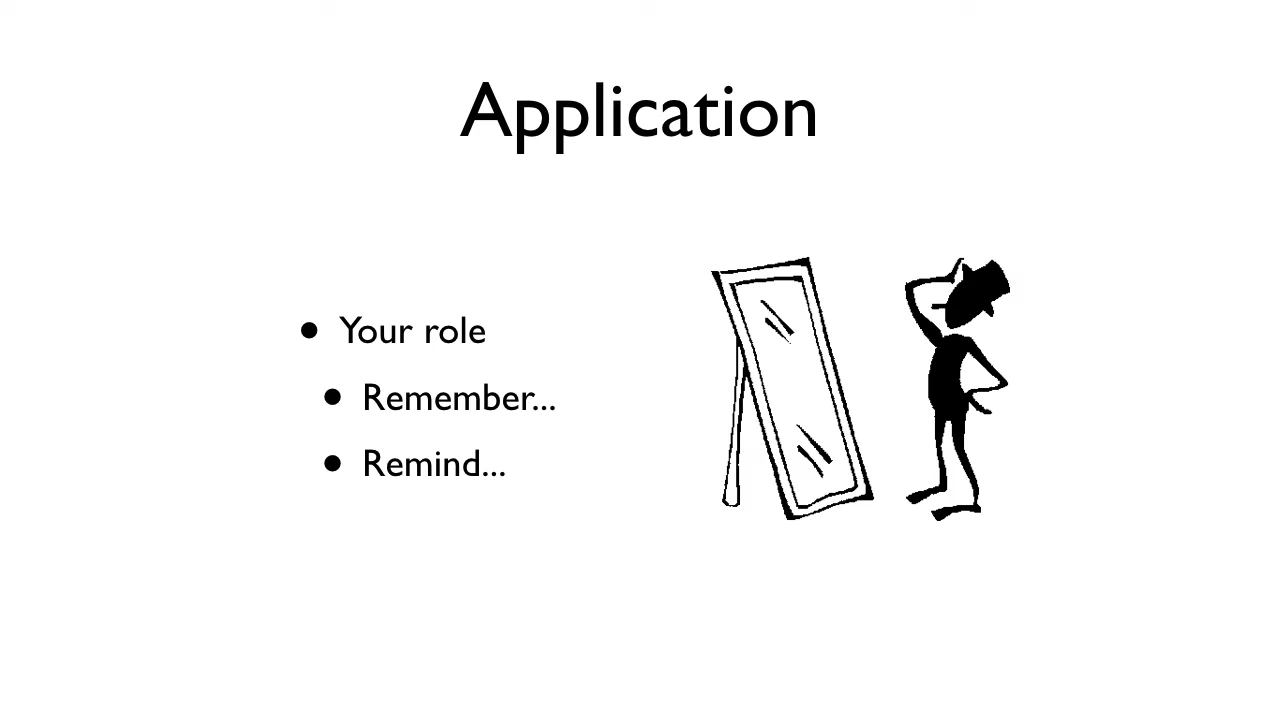 Application
• Your role
• Remember...
• Remind...